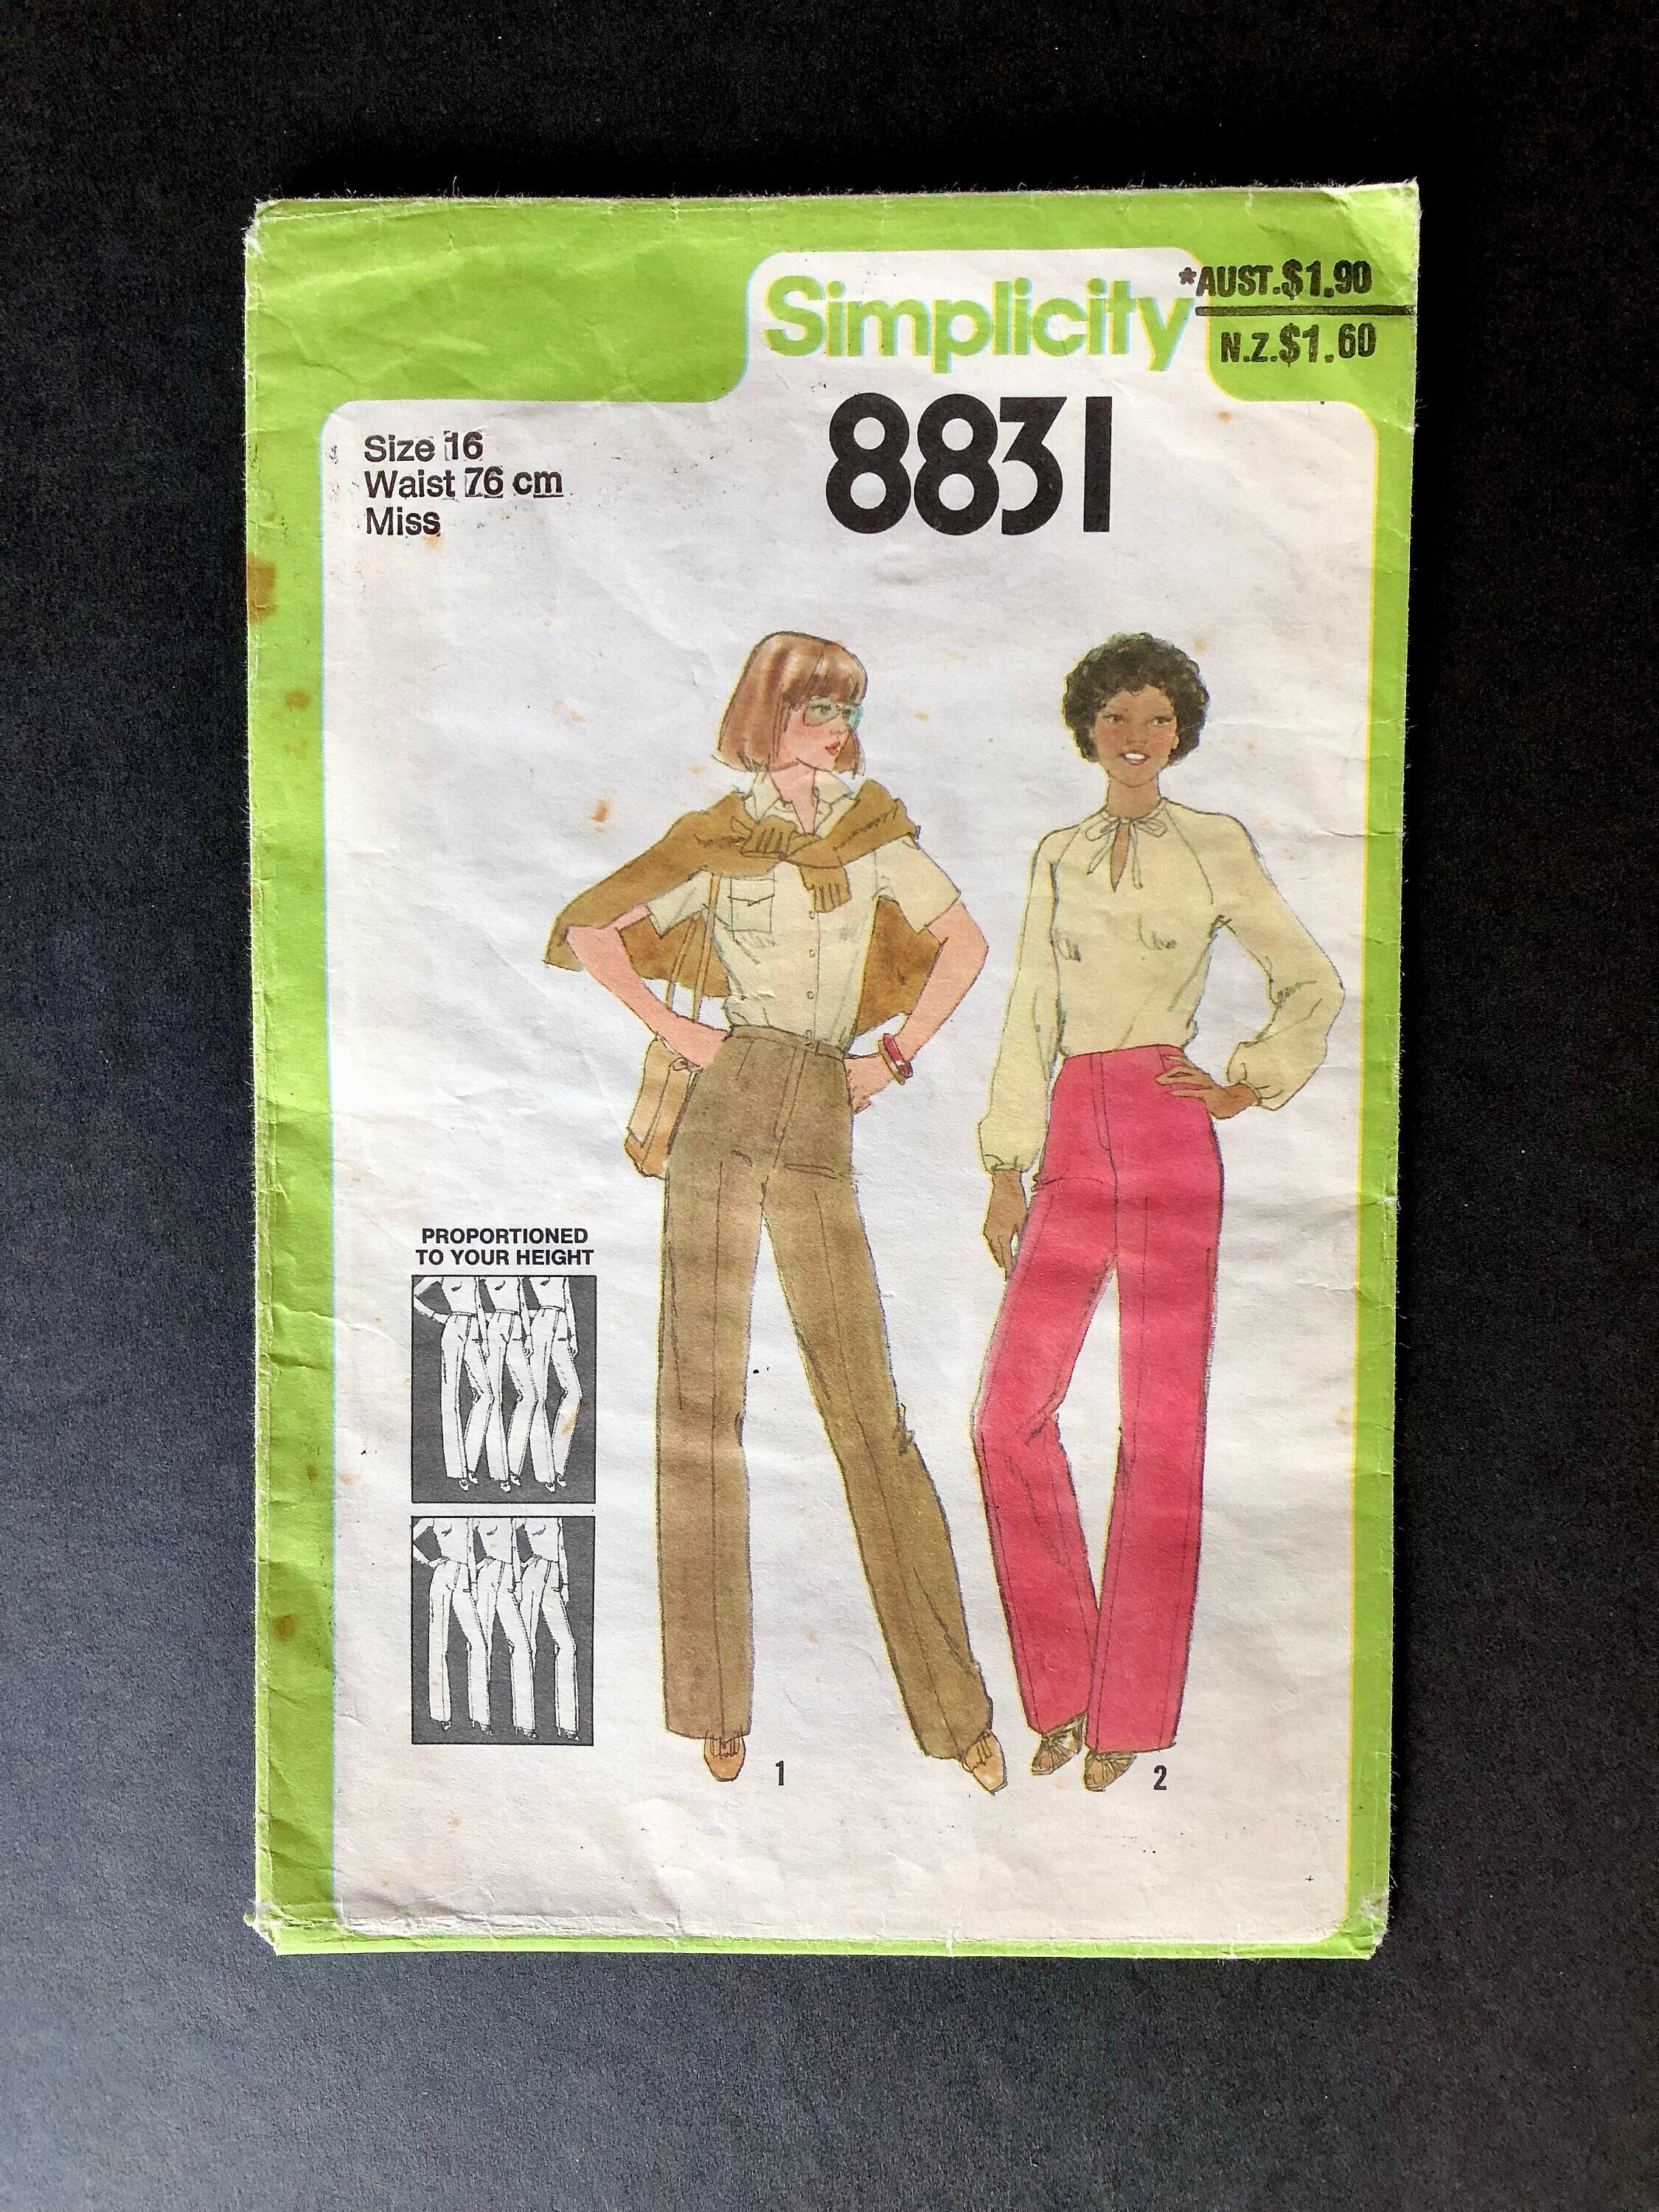 Simplicity
*AUST.$1.90
N.Z.$1.60
8831
Size 16
Waist 76 cm
Miss
PROPORTIONED
TO YOUR HEIGHT
1
2